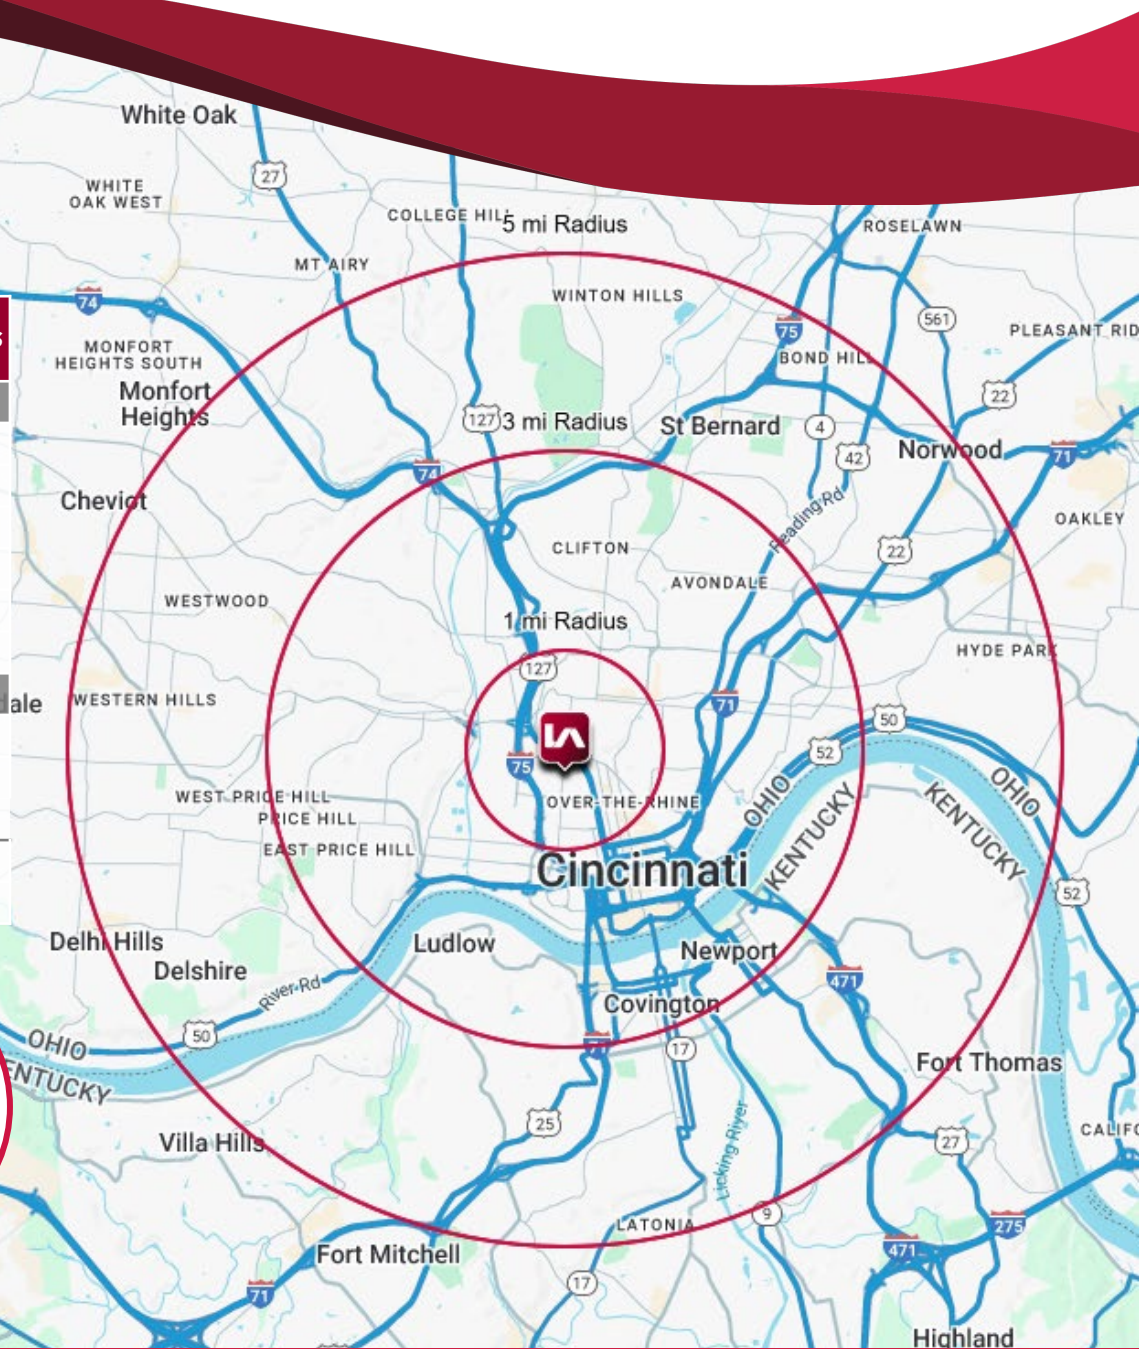 White Oak
27
WHITE
OAK WEST
COLLEGE HIL
5 mi Radius
ROSELAWN
MT AIRY
WINTON HILLS
74
75
561
PLEASANT RID
MONFORT
HEIGHTS SOUTH
BOND HILL
Monfort
Heights
22
127
3 mi Radius
St Bernard
4
42
Norwood
71
74
Cheviot
Reading Rd
OAKLEY
CLIFTON
22
AVONDALE
WESTWOOD
1 mi Radius
HYDE PARK
127
dale
WESTERN HILLS
71
50
52
75
OHIO
KENTUCKY
OHIO
KENTUCKY
WEST PRICE HILL
PRICE HILL
OVER-THE-RHINE
EAST PRICE HILL
Cincinnati
52
Delhi Hills
Ludlow
Newport
Delshire
471
River Rd
Covington
50
OHIO
ENTUCKY
71
17
Fort Thomas
25
Licking River
27
CALIFO
Villa Hills
9
LATONIA
275
471
Fort Mitchell
17
71
Highland